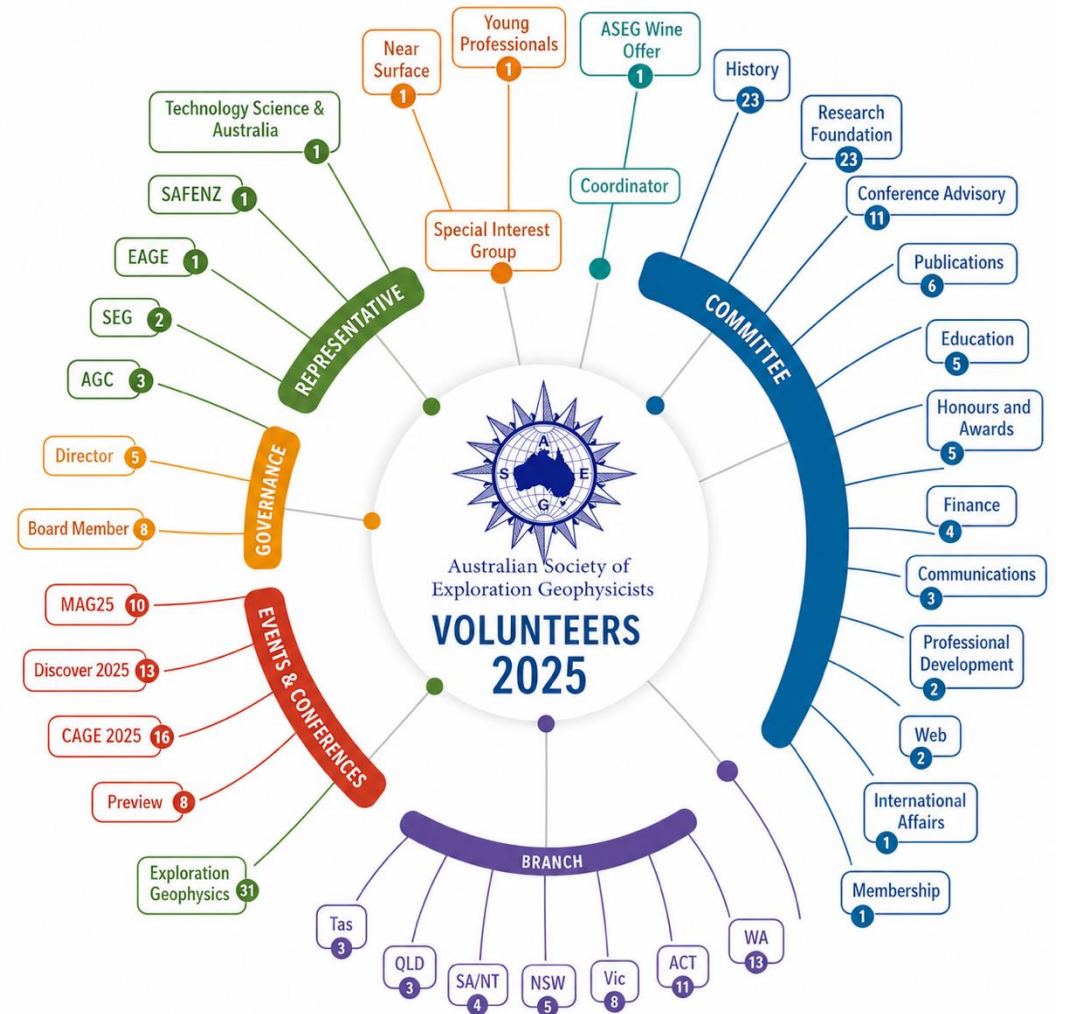 Young
Professionals
1
Near
Surface
1
ASEG Wine
Offer
1
Special Interest
Group
Coordinator
History
23
Research
Foundation
23
Conference Advisory
11
Publications
6
Education
5
Honours and
Awards
5
Finance
4
Communications
3
Professional
Development
2
Web
2
International
Affairs
1
Membership
1
COMMITTEE
Technology Science &
Australia
1
SAFENZ 1
EAGE 1
SEG 2
AGC 3
REPRESENTATIVE
Director 5
Board Member 8
GOVERNANCE
MAG25 10
Discover 2025 13
CAGE 2025 16
Preview 8
Exploration
Geophysics 31
EVENTS & CONFERENCES
A
S E
G
Australian Society of
Exploration Geophysicists
VOLUNTEERS
2025
BRANCH
Tas
3
QLD
3
SA/NT
4
NSW
5
Vic
8
ACT
11
WA
13